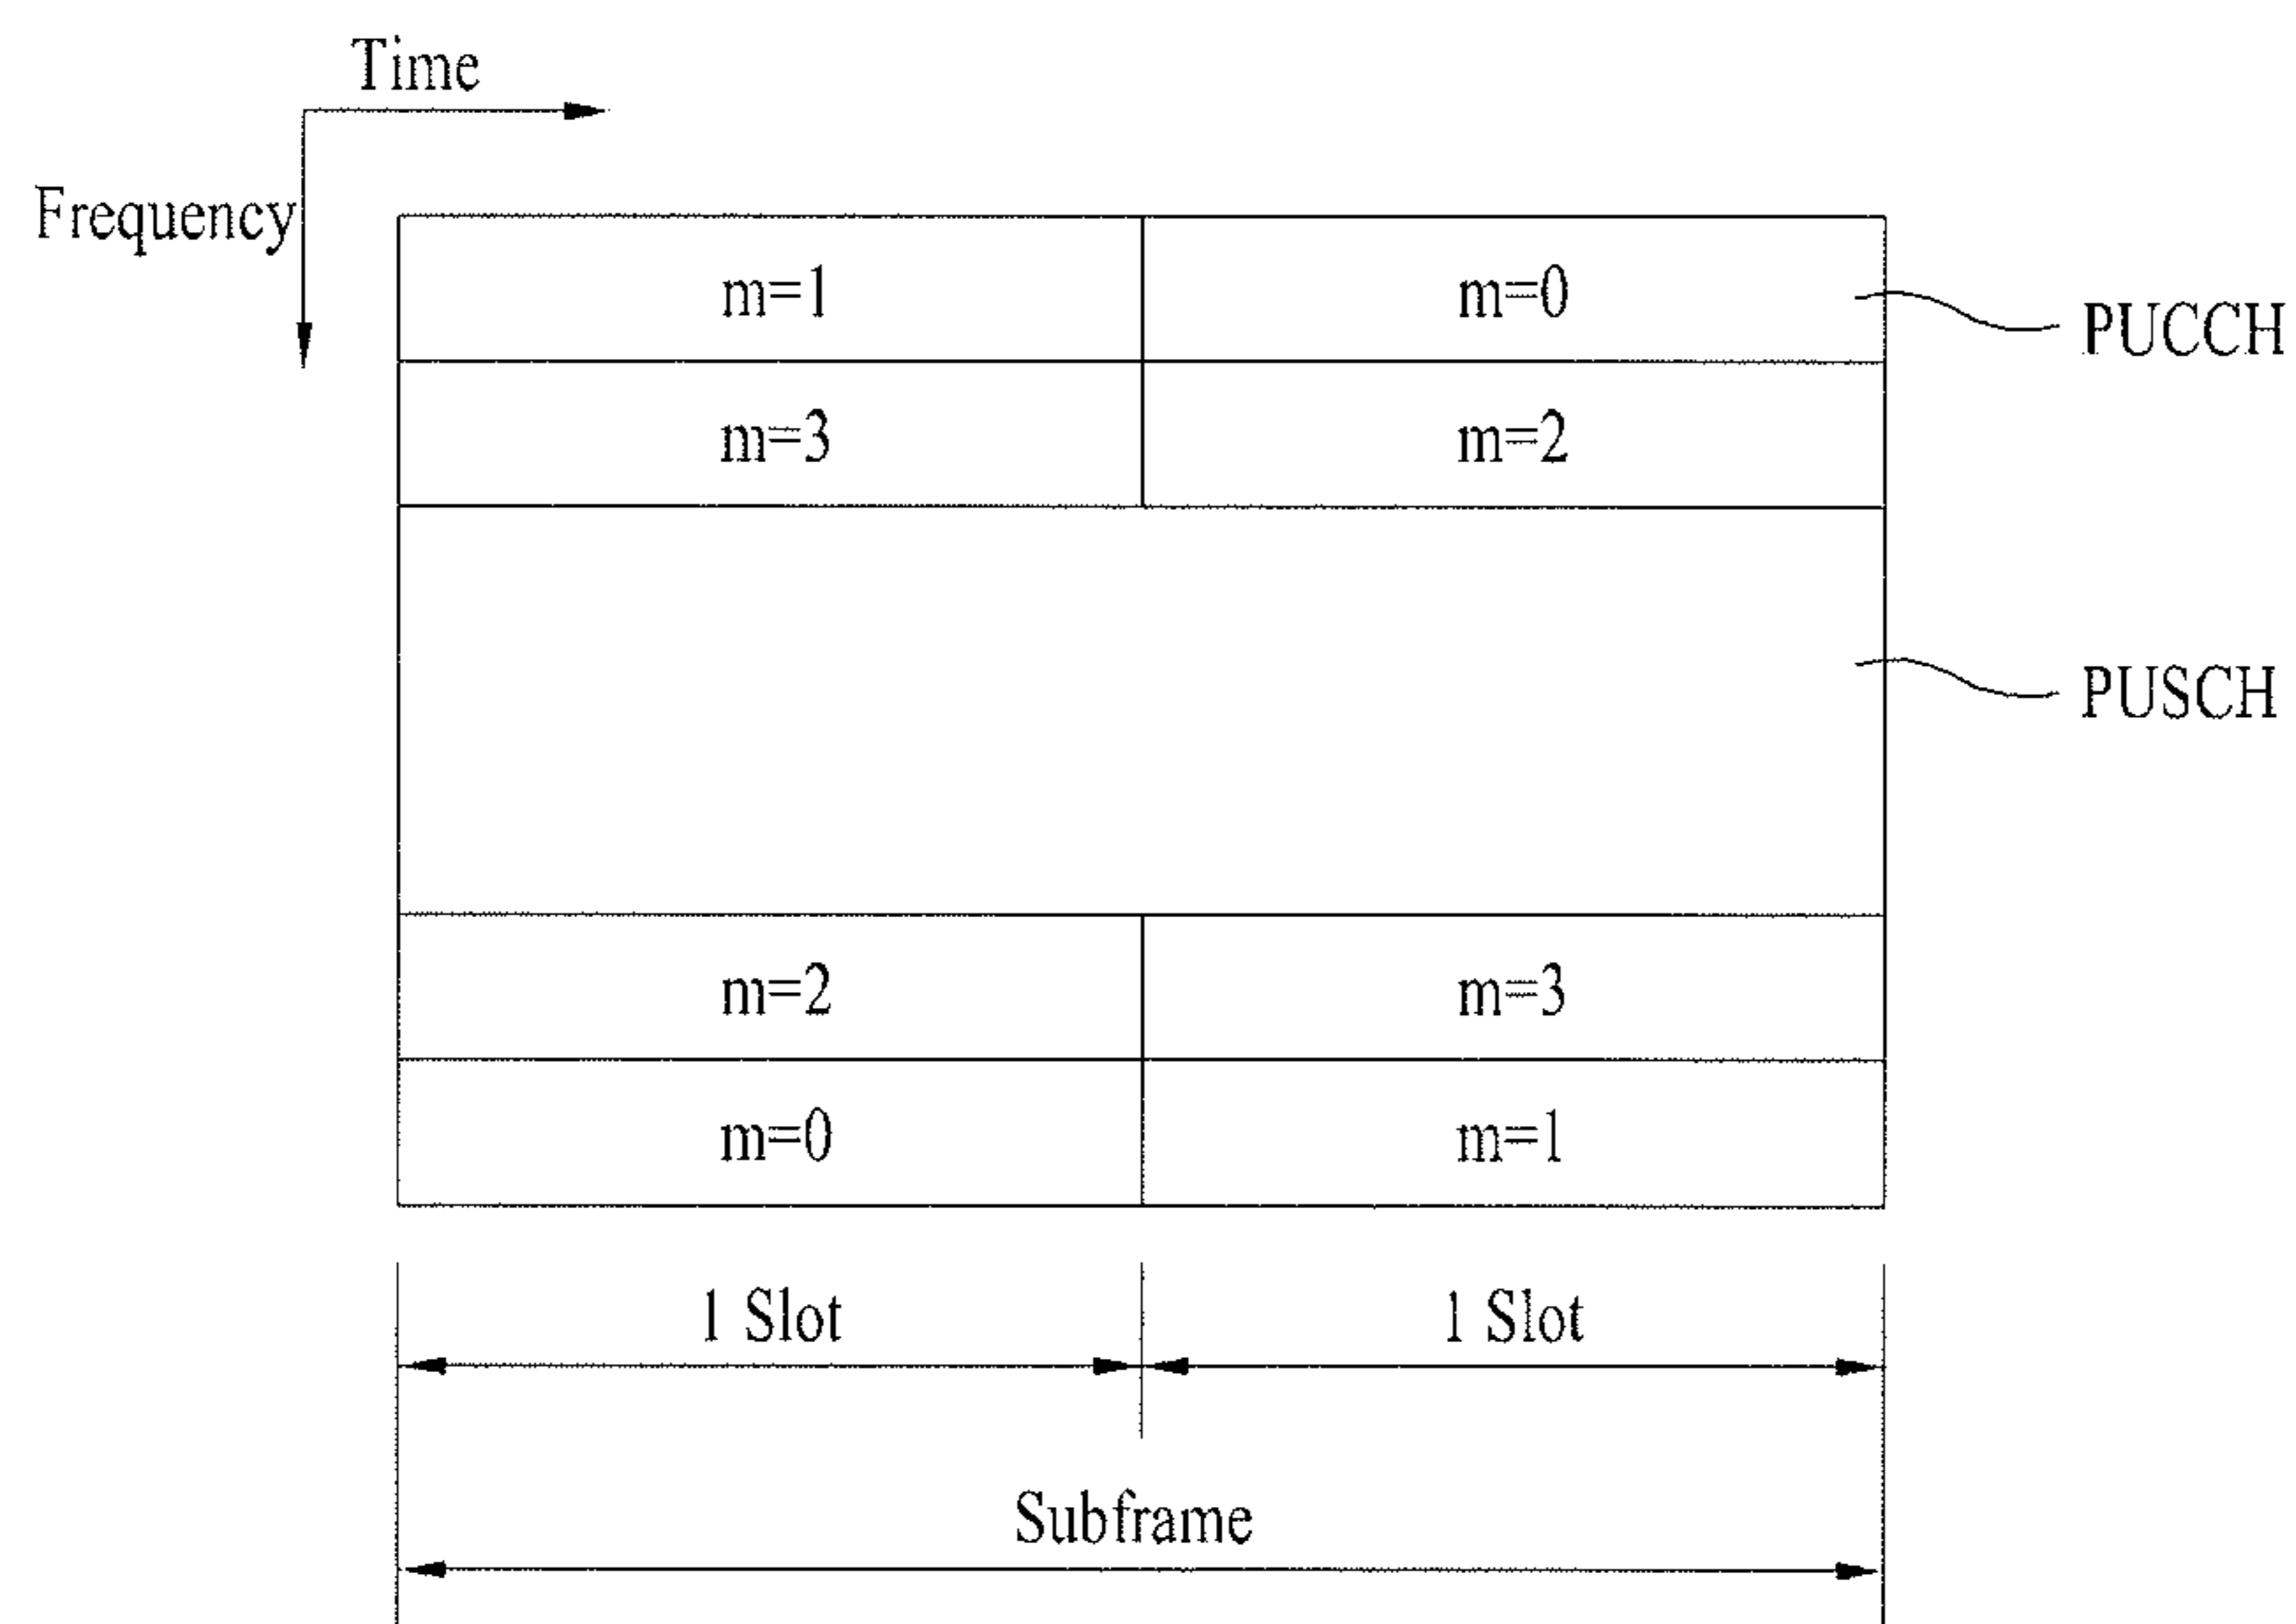 Time
Frequency
m=1 m=0
PUCCH
m=3 m=2
PUSCH
m=2 m=3
m=0 m=1
1 Slot 1 Slot
Subframe